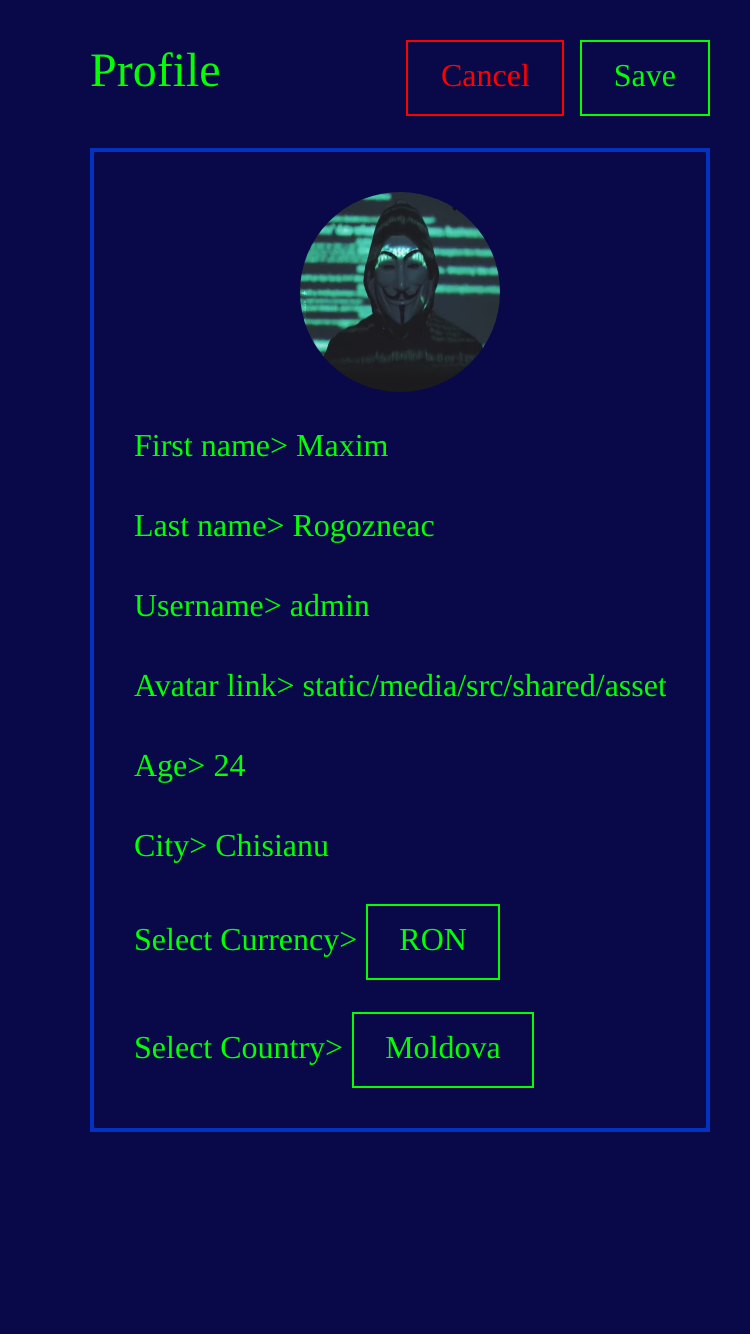 Profile
Cancel
Save
First name> Maxim
Last name> Rogozneac
Username> admin
Avatar link> static/media/src/shared/asset
Age> 24
City> Chisianu
Select Currency> RON
Select Country> Moldova